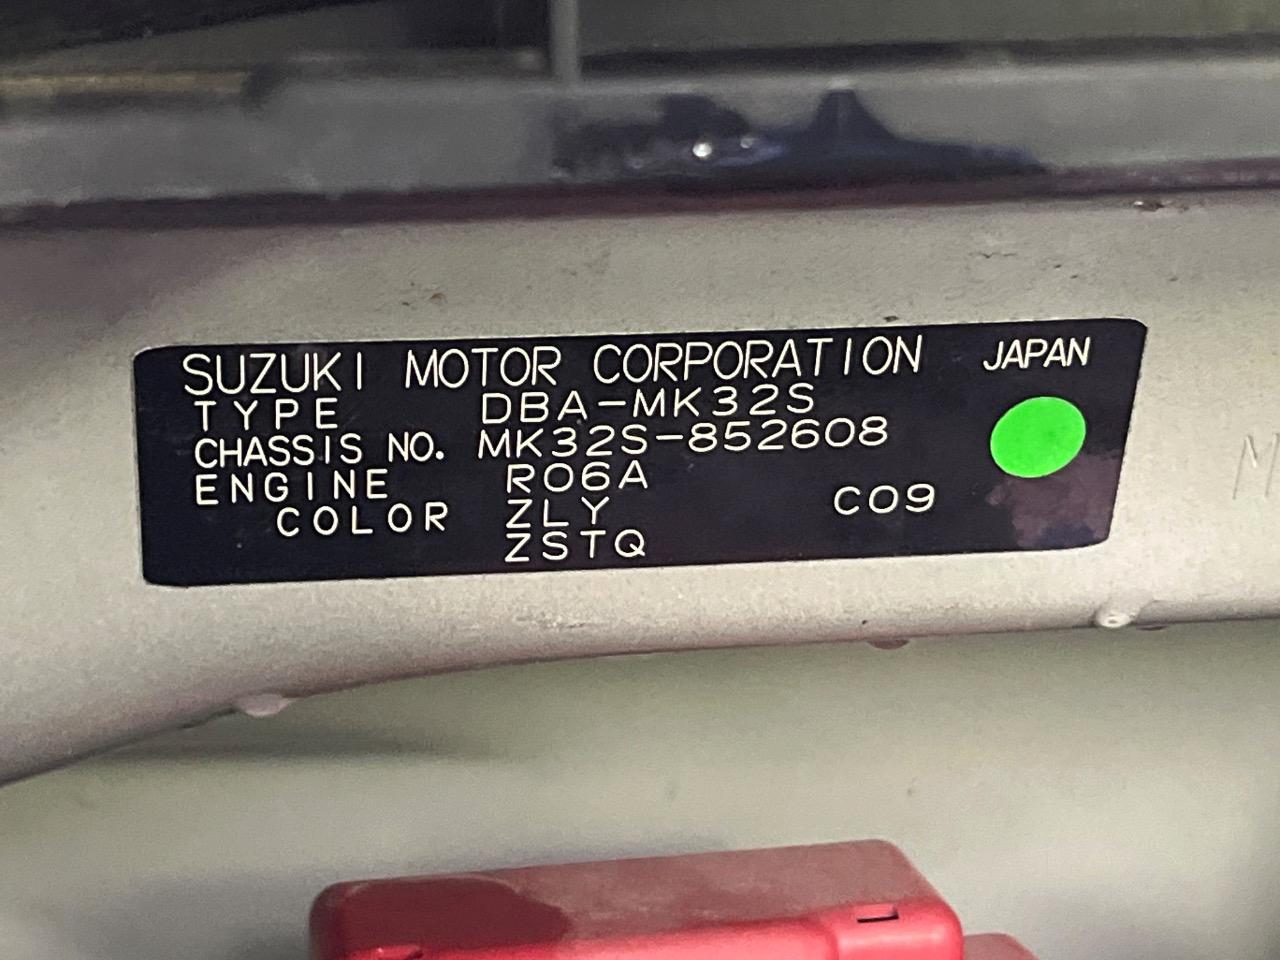 SUZUKI MOTOR CORPORATION JAPAN
TYPE DBA-MK32S
CHASSIS NO. MK32S-852608
ENGINE R06A
COLOR ZLY C09
ZSTQ
M